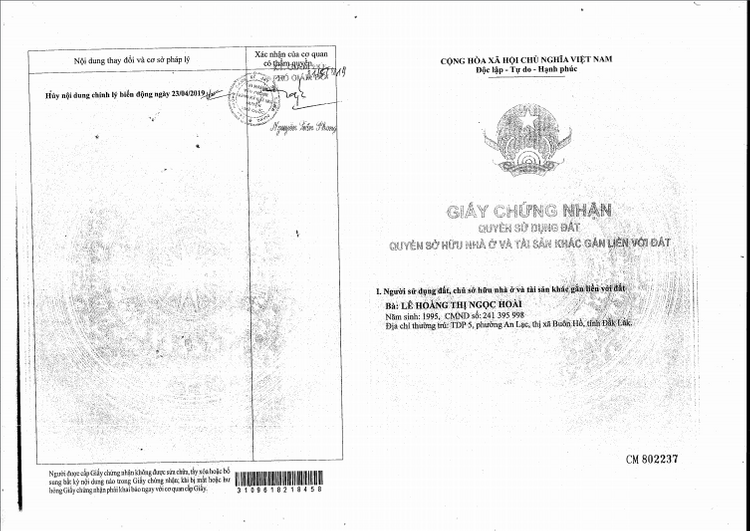 Nội dung thay đổi và cơ sở pháp lý
Xác nhận của cơ quan
có thẩm quyền
PHÓ GIÁM ĐỐC
Hủy nội dung chỉnh lý biến động ngày 23/04/2019
Nguyễn Trần Phong
Người được cấp Giấy chứng nhận không được sửa chữa, tẩy xóa hoặc bổ
sung bất kỳ nội dung nào trong Giấy chứng nhận; khi bị mất hoặc hư
hỏng Giấy chứng nhận phải khai báo ngay với cơ quan cấp Giấy.
3109618218458
CỘNG HÒA XÃ HỘI CHỦ NGHĨA VIỆT NAM
Độc lập - Tự do - Hạnh phúc
GIẤY CHỨNG NHẬN
QUYỀN SỬ DỤNG ĐẤT
QUYỀN SỞ HỮU NHÀ Ở VÀ TÀI SẢN KHÁC GẮN LIỀN VỚI ĐẤT
I. Người sử dụng đất, chủ sở hữu nhà ở và tài sản khác gắn liền với đất
Bà: LÊ HOÀNG THỊ NGỌC HOÀI
Năm sinh: 1995, CMND số: 241 395 998
Địa chỉ thường trú: TDP 5, phường An Lạc, thị xã Buôn Hồ, tỉnh Đắk Lắk.
CM 802237